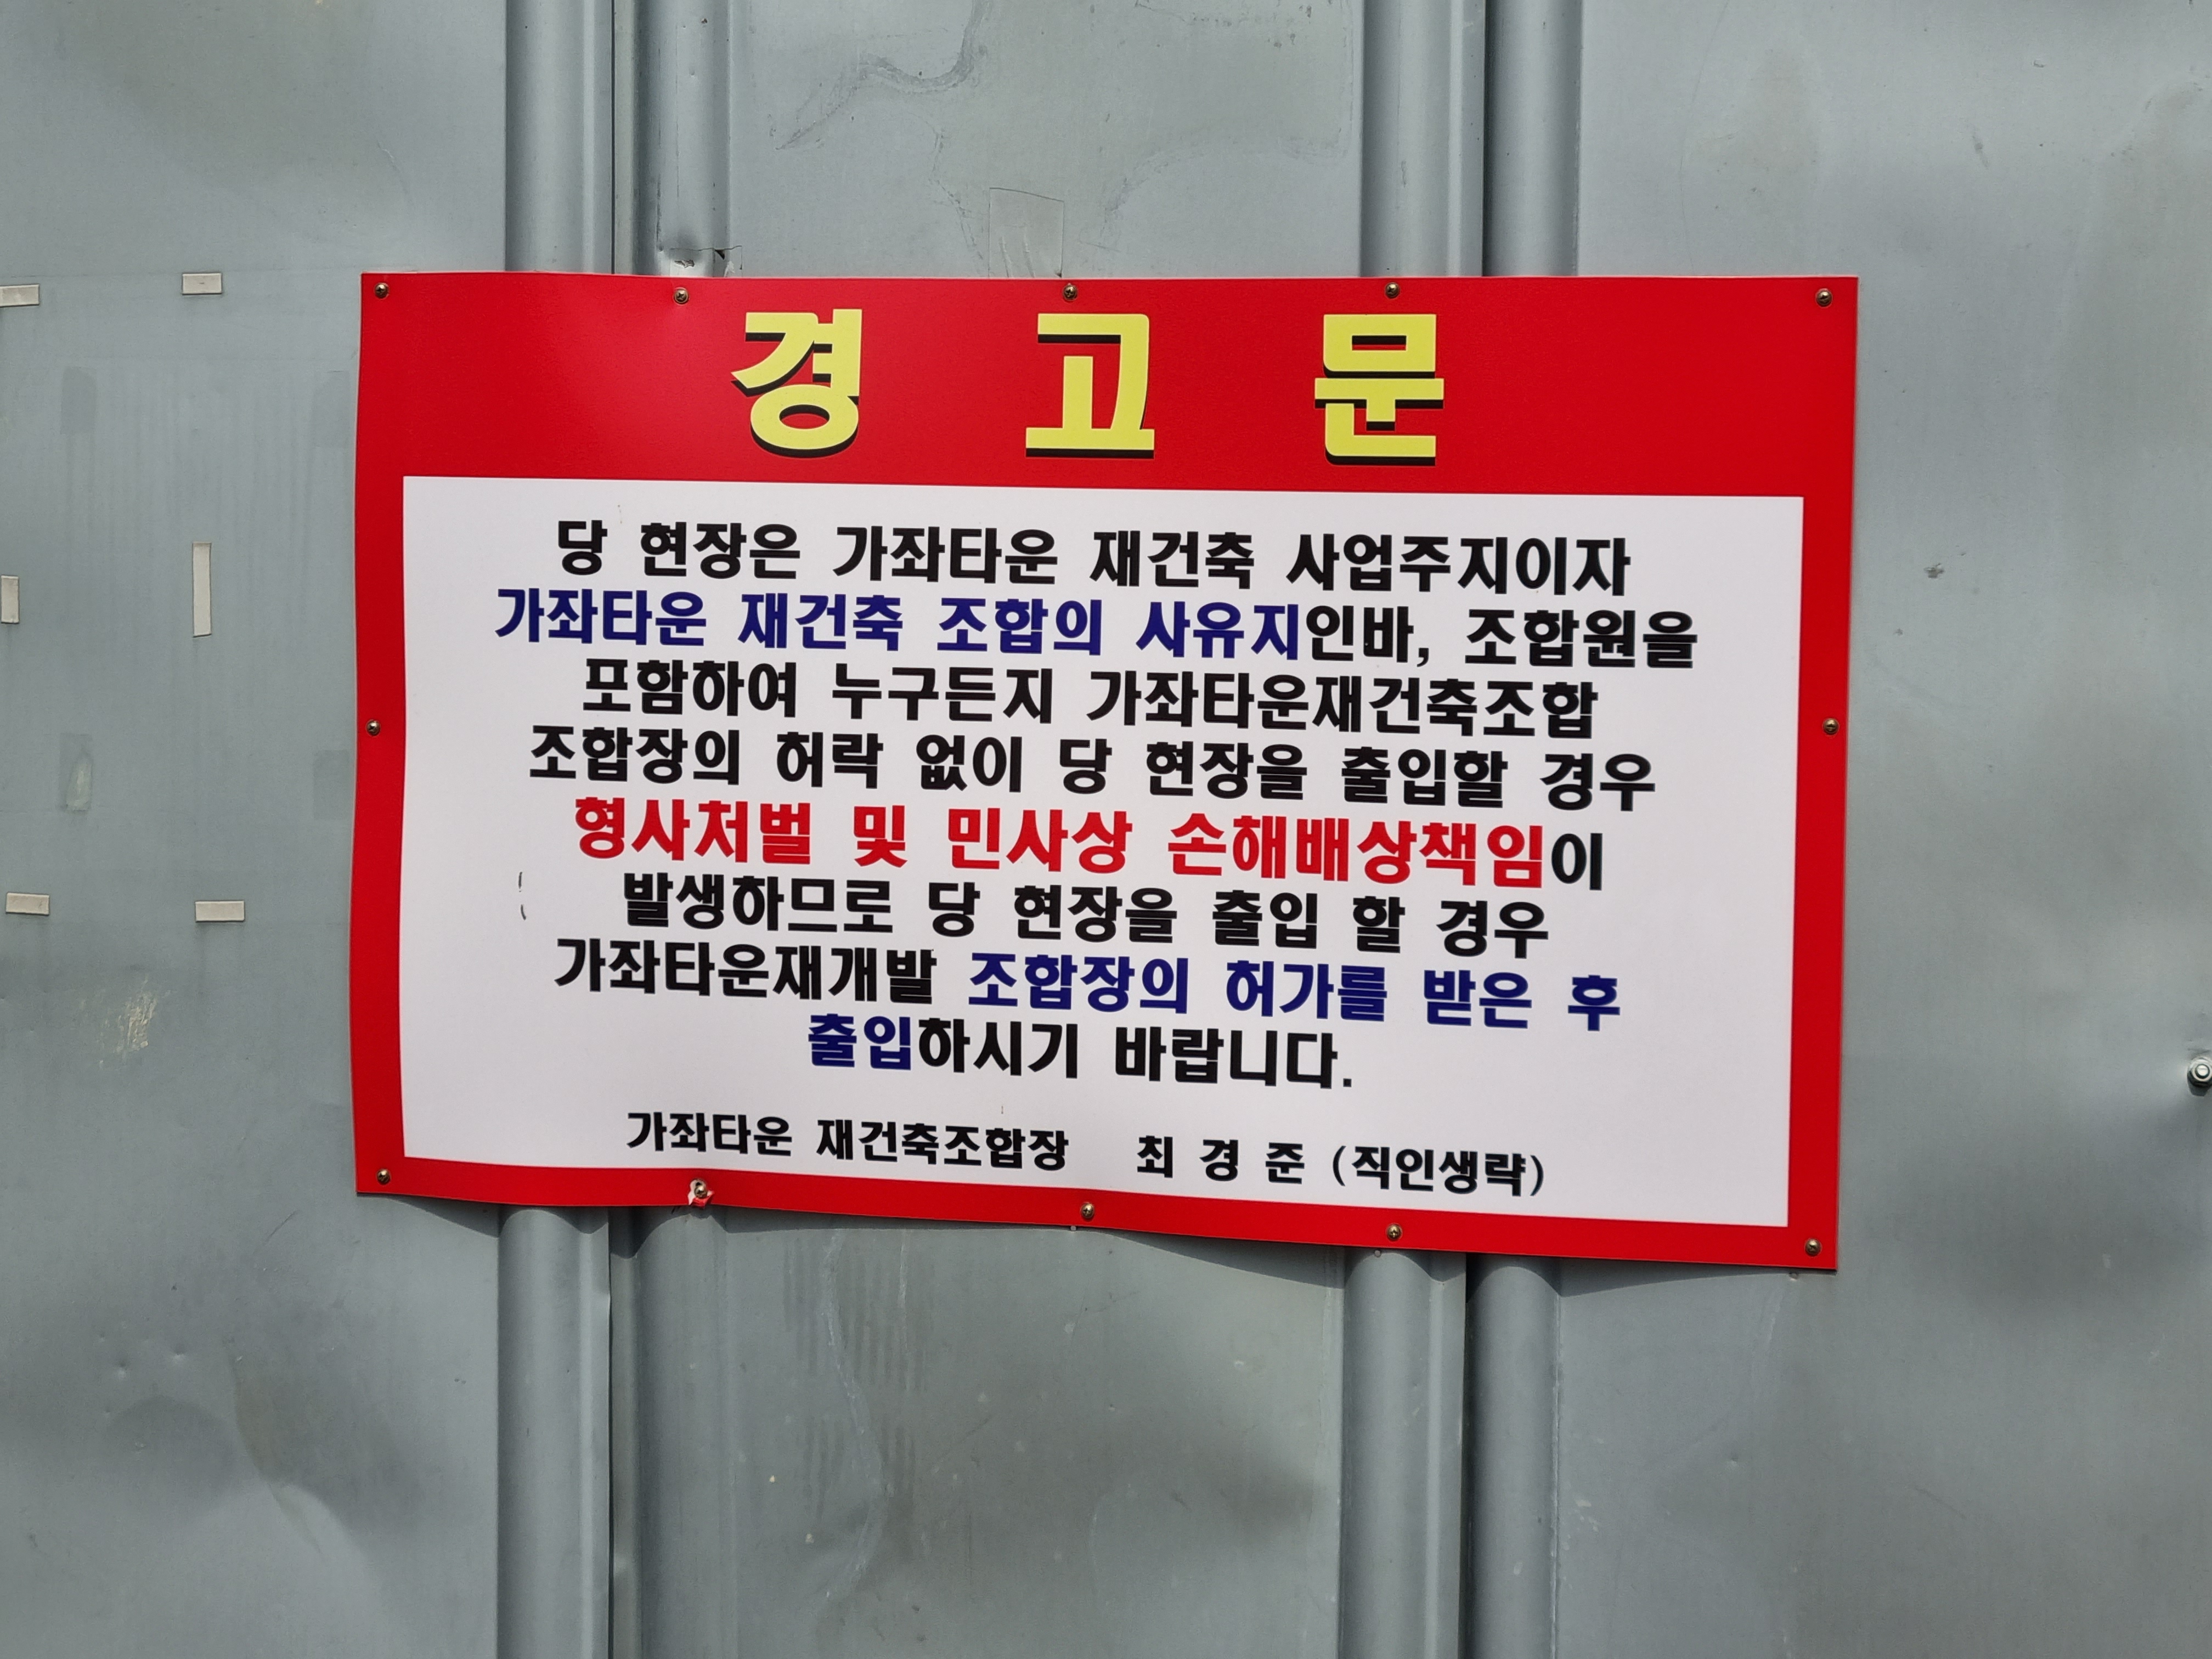 경 고 문
당 현장은 가좌타운 재건축 사업주지이자
가좌타운 재건축 조합의 사유지인바, 조합원을
포함하여 누구든지 가좌타운재건축조합
조합장의 허락 없이 당 현장을 출입할 경우
형사처벌 및 민사상 손해배상책임이
발생하므로 당 현장을 출입 할 경우
가좌타운재개발 조합장의 허가를 받은 후
출입하시기 바랍니다.
가좌타운 재건축조합장 최 경 준 (직인생략)